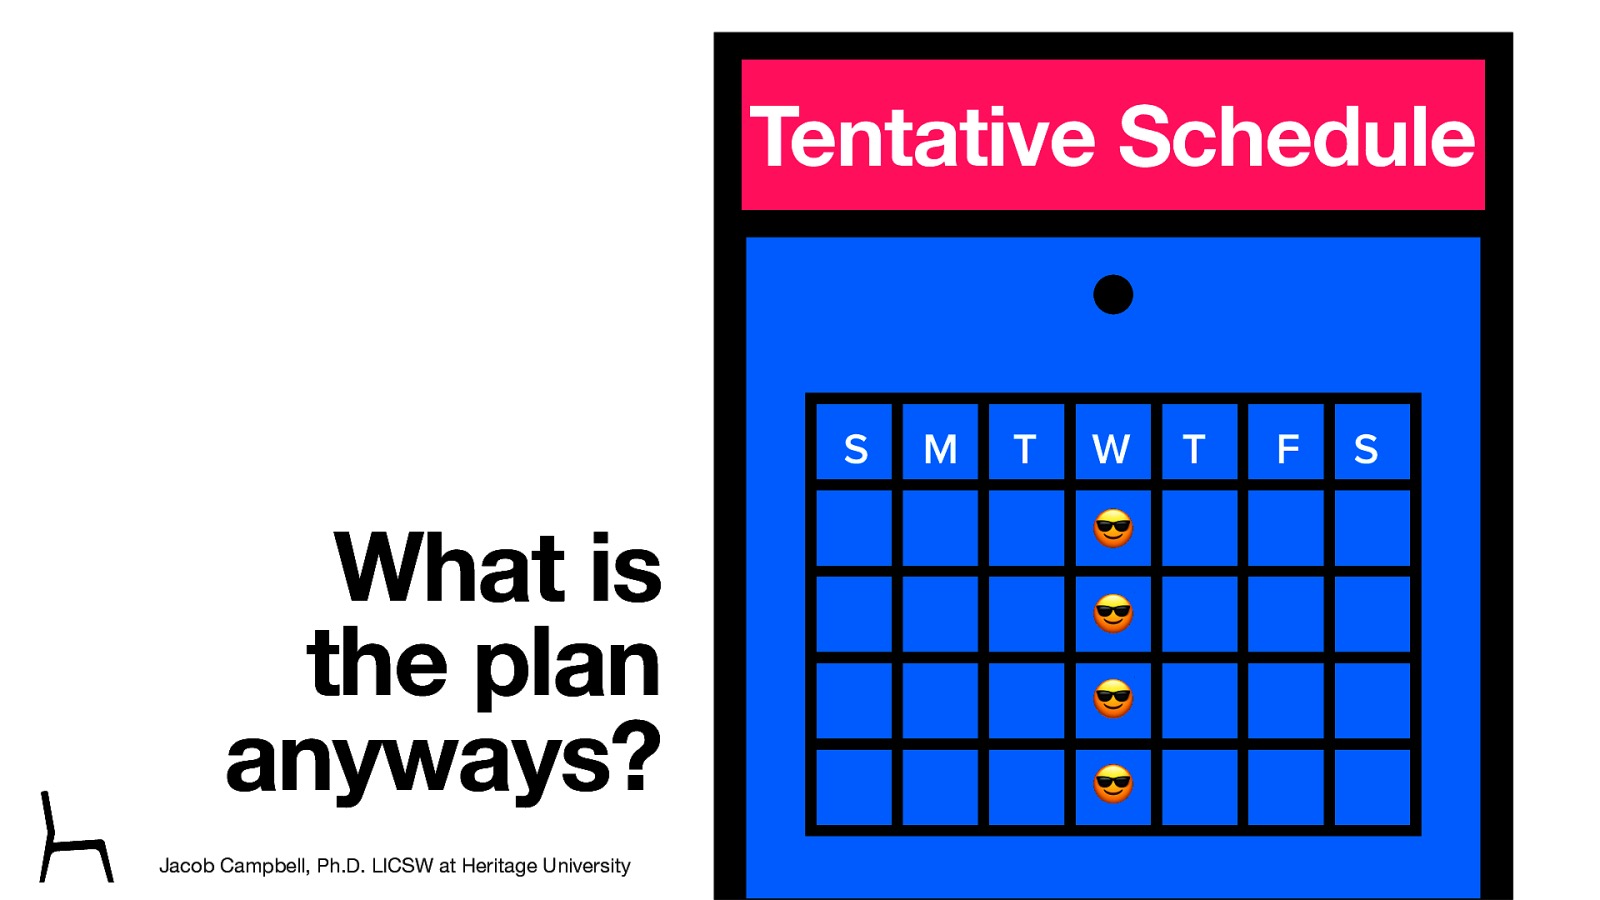 Tentative Schedule
S M T W T F S
What is
the plan
anyways?
Jacob Campbell, Ph.D. LICSW at Heritage University